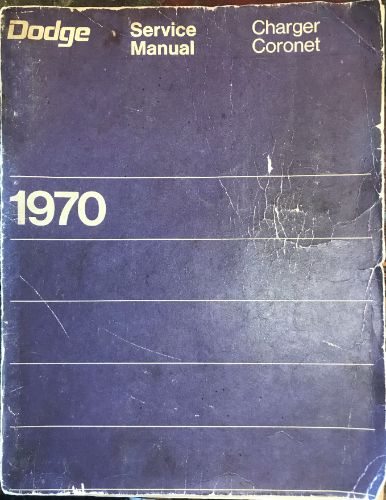 Dodge
Service
Manual
Charger
Coronet
1970